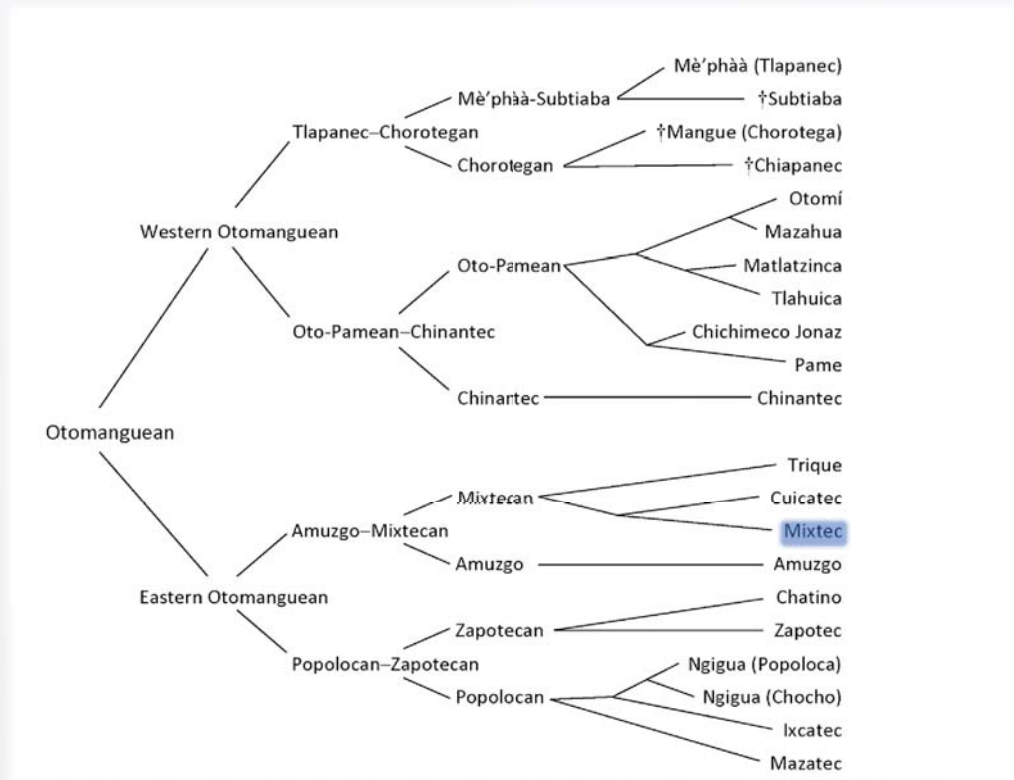 Mè′phàà (Tlapanec)
Mè′phàà-Subtiaba
†Subtiaba
Tlapanec–Chorotegan
†Mangue (Chorotega)
Chorotegan
†Chiapanec
Otomí
Western Otomanguean
Mazahua
Oto-Pamean
Matlatzinca
Tlahuica
Oto-Pamean–Chinantec
Chichimeco Jonaz
Pame
Chinartec
Chinantec
Otomanguean
Trique
Mixtecan
Cuicatec
Amuzgo–Mixtecan
Mixtec
Amuzgo
Amuzgo
Eastern Otomanguean
Chatino
Zapotecan
Zapotec
Popolocan–Zapotecan
Ngigua (Popoloca)
Popolocan
Ngigua (Chocho)
Ixcatec
Mazatec